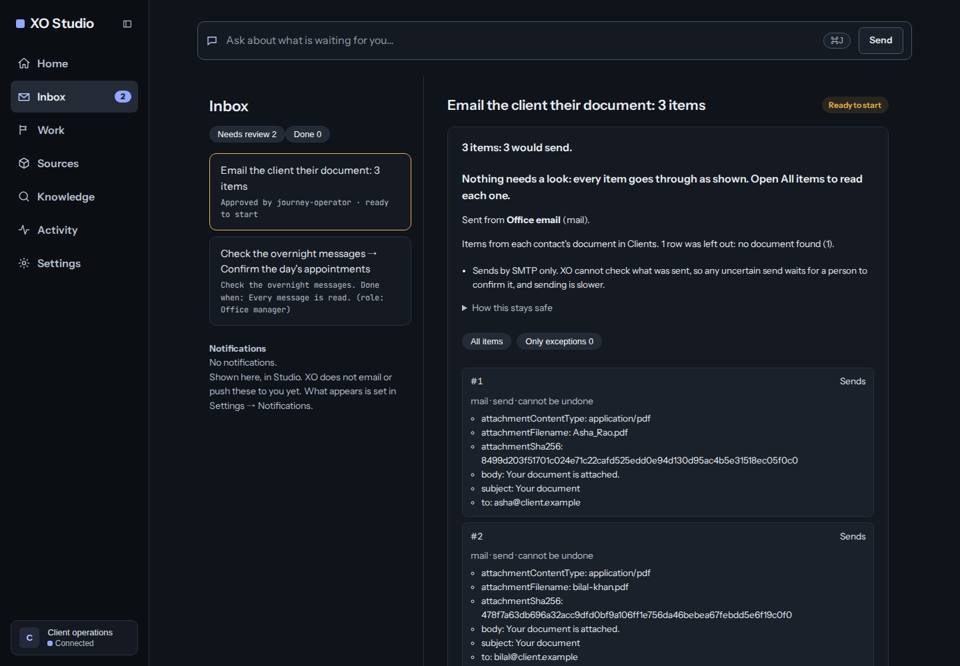 XO Studio
Home
Inbox
2
Work
Sources
Knowledge
Activity
Settings
C
Client operations
Connected
Ask about what is waiting for you...
⌘J
Send
Inbox
Needs review 2
Done 0
Email the client their document: 3
items
Approved by journey-operator · ready
to start
Check the overnight messages →
Confirm the day's appointments
Check the overnight messages. Done
when: Every message is read. (role:
Office manager)
Notifications
No notifications.
Shown here, in Studio. XO does not email or
push these to you yet. What appears is set in
Settings → Notifications.
Email the client their document: 3 items
Ready to start
3 items: 3 would send.
Nothing needs a look: every item goes through as shown. Open All items to read
each one.
Sent from Office email (mail).
Items from each contact's document in Clients. 1 row was left out: no document found (1).
Sends by SMTP only. XO cannot check what was sent, so any uncertain send waits for a person to
confirm it, and sending is slower.
How this stays safe
All items
Only exceptions 0
#1
Sends
mail · send · cannot be undone
attachmentContentType: application/pdf
attachmentFilename: Asha_Rao.pdf
attachmentSha256:
8499d203f51701c024e71c22cafd525edd0e94d130d95ac4b5e31518ec05f0c0
body: Your document is attached.
subject: Your document
to: asha@client.example
#2
Sends
mail · send · cannot be undone
attachmentContentType: application/pdf
attachmentFilename: bilal-khan.pdf
attachmentSha256:
478f7a63db696a32acc9dfd0bf9a106ff1e756da46bebea67febdd5e6f19c0f0
body: Your document is attached.
subject: Your document
to: bilal@client.example